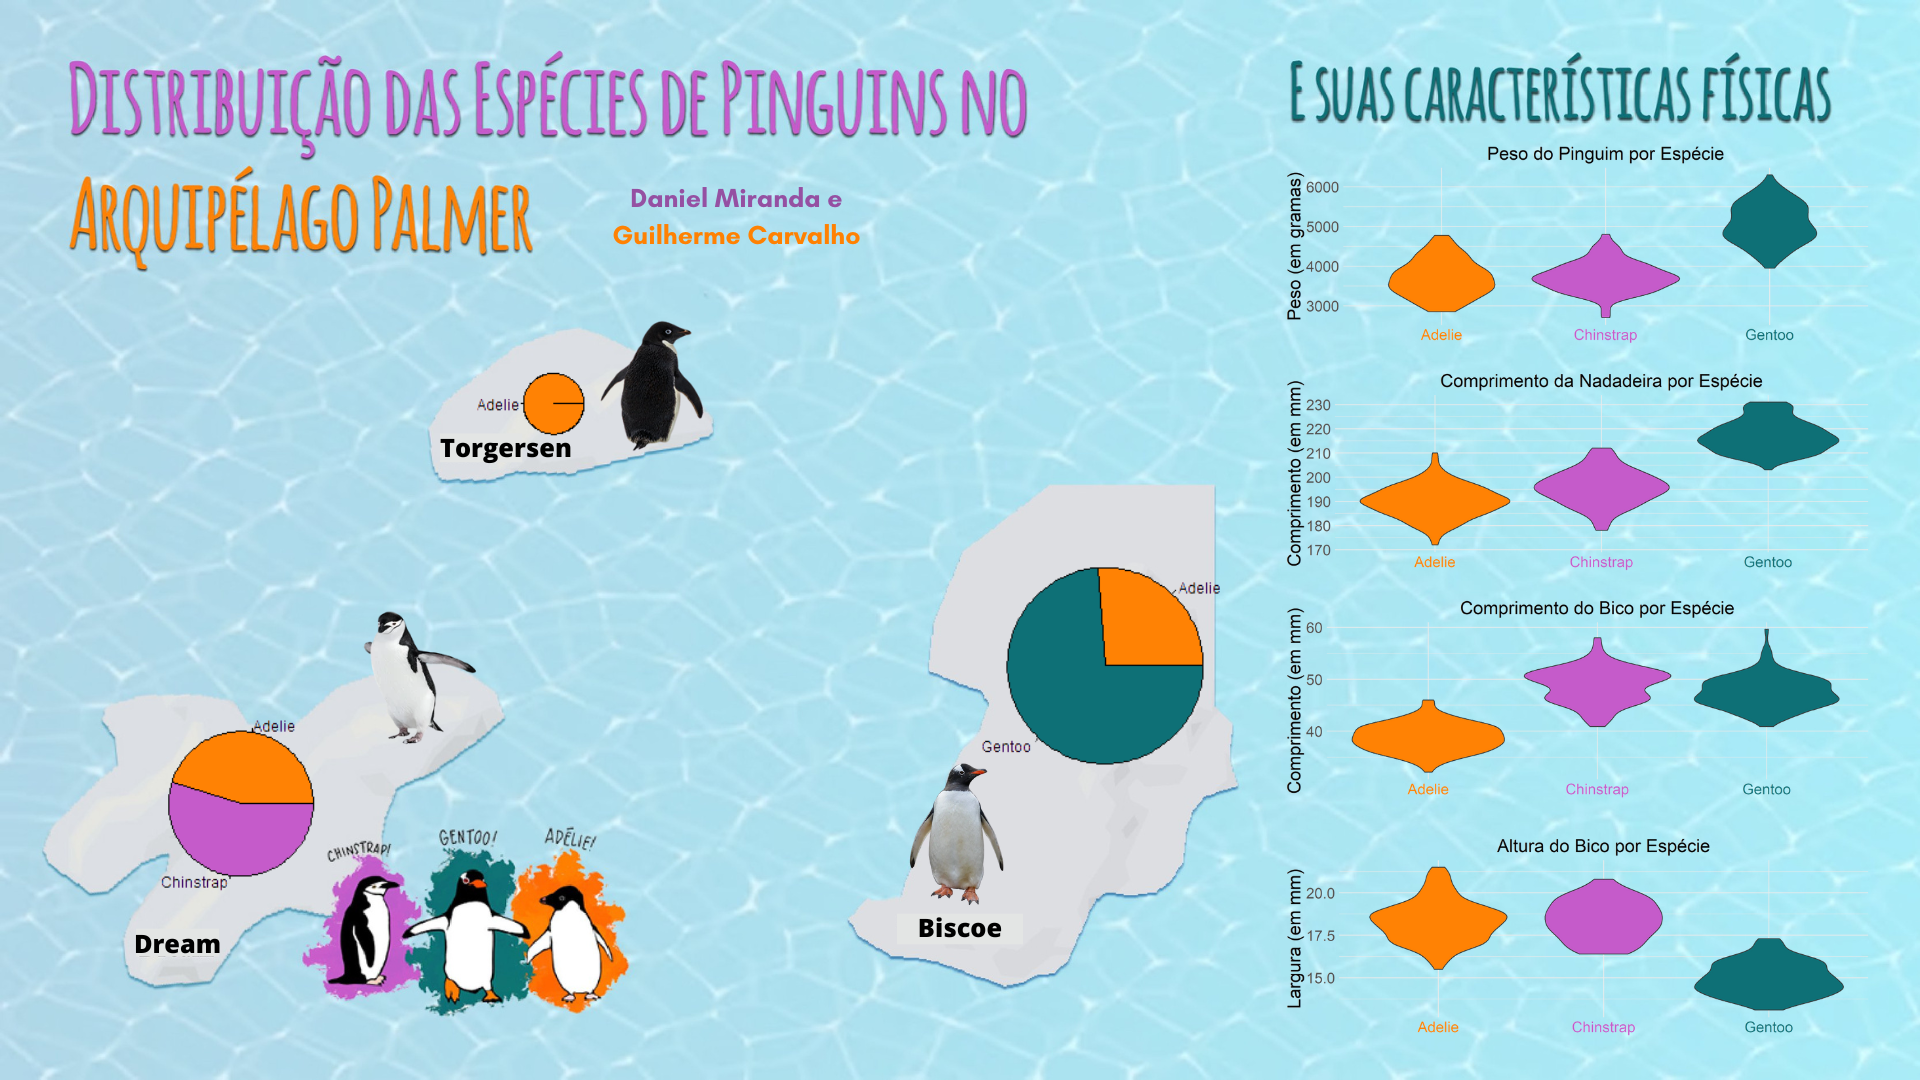 Distribuição das Espécies de Pinguins no
Arquipélago Palmer
Daniel Miranda e
Guilherme Carvalho
Adelie
Torgersen
Adelie
Chinstrap
Dream
CHINSTRAP!
GENTOO!
ADÉLIE!
Adelie
Gentoo
Biscoe
E suas características físicas
Peso do Pinguim por Espécie
Peso (em gramas)
6000
5000
4000
3000
Adelie Chinstrap Gentoo
Comprimento da Nadadeira por Espécie
Comprimento (em mm)
230
220
210
200
190
180
170
Adelie Chinstrap Gentoo
Comprimento do Bico por Espécie
Comprimento (em mm)
60
50
40
Adelie Chinstrap Gentoo
Altura do Bico por Espécie
Largura (em mm)
20.0
17.5
15.0
Adelie Chinstrap Gentoo